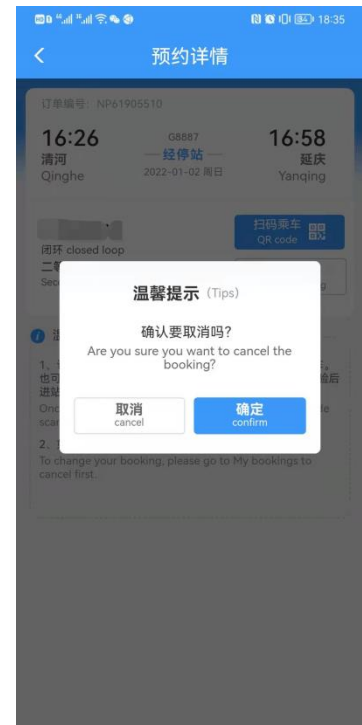 18:35
预约详情
订单编号：NP61905510
16:26
G8887
16:58
清河
经停站
延庆
Qinghe
2022-01-02 周日
Yanqing
扫码乘车
QR code
闭环 closed loop
温馨提示（Tips）
确认要取消吗?
Are you sure you want to cancel the
booking?
取消
cancel
确定
confirm
1、
也可
验后
进站
Onc
scan
2、
To change your booking, please go to My bookings to
cancel first.